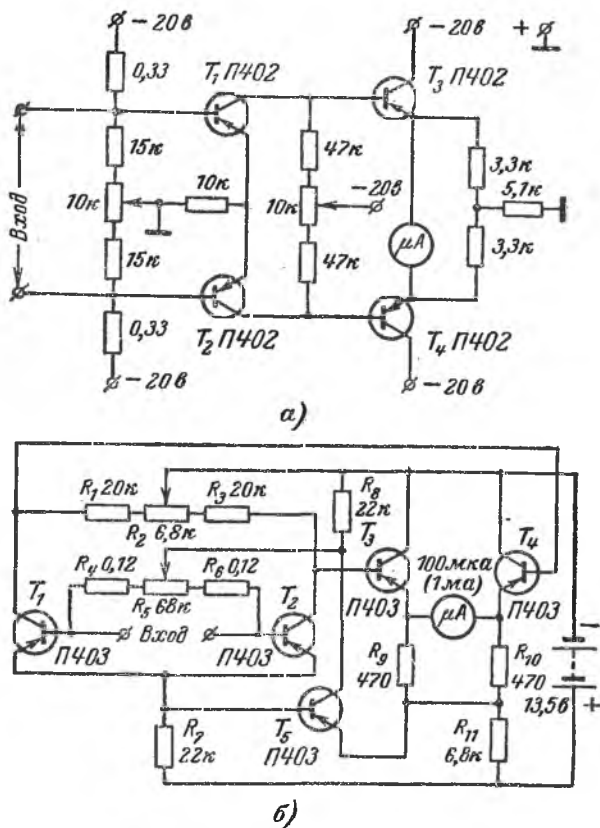 −20в
−20в
+
0,33
T₁ П402
T₃ П402
15к
47к
3,3к
Вход
10к
10к
10к
−20в
5,1к
μA
15к
47к
3,3к
0,33
T₂ П402
T₄ П402
−20в
−20в
а)
R₁ 20к
R₃ 20к
R₈
22к
R₂
6,8к
T₃
T₄
R₄ 0,12
R₆ 0,12
100мка
(1ма)
T₁
R₅ 68к
T₂
П403
μA
П403
Вход
П403
П403
R₉
470
R₁₀
470
−
+
13,5в
R₇
22к
T₅
П403
R₁₁
6,8к
б)